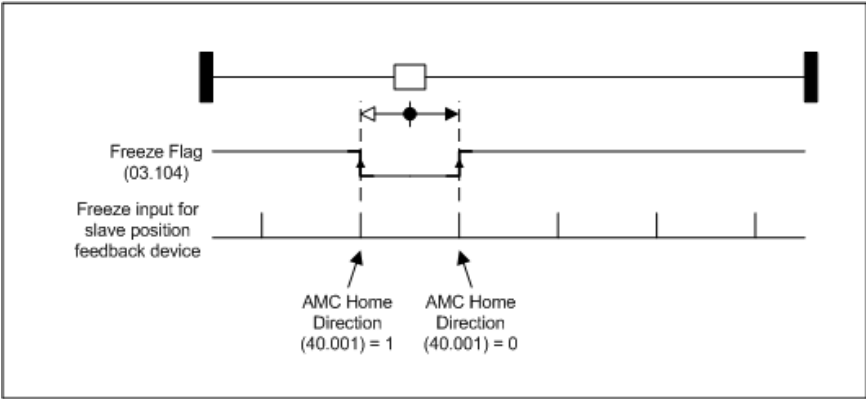 Freeze Flag
(03.104)
Freeze input for
slave position
feedback device
AMC Home
Direction
(40.001) = 1
AMC Home
Direction
(40.001) = 0